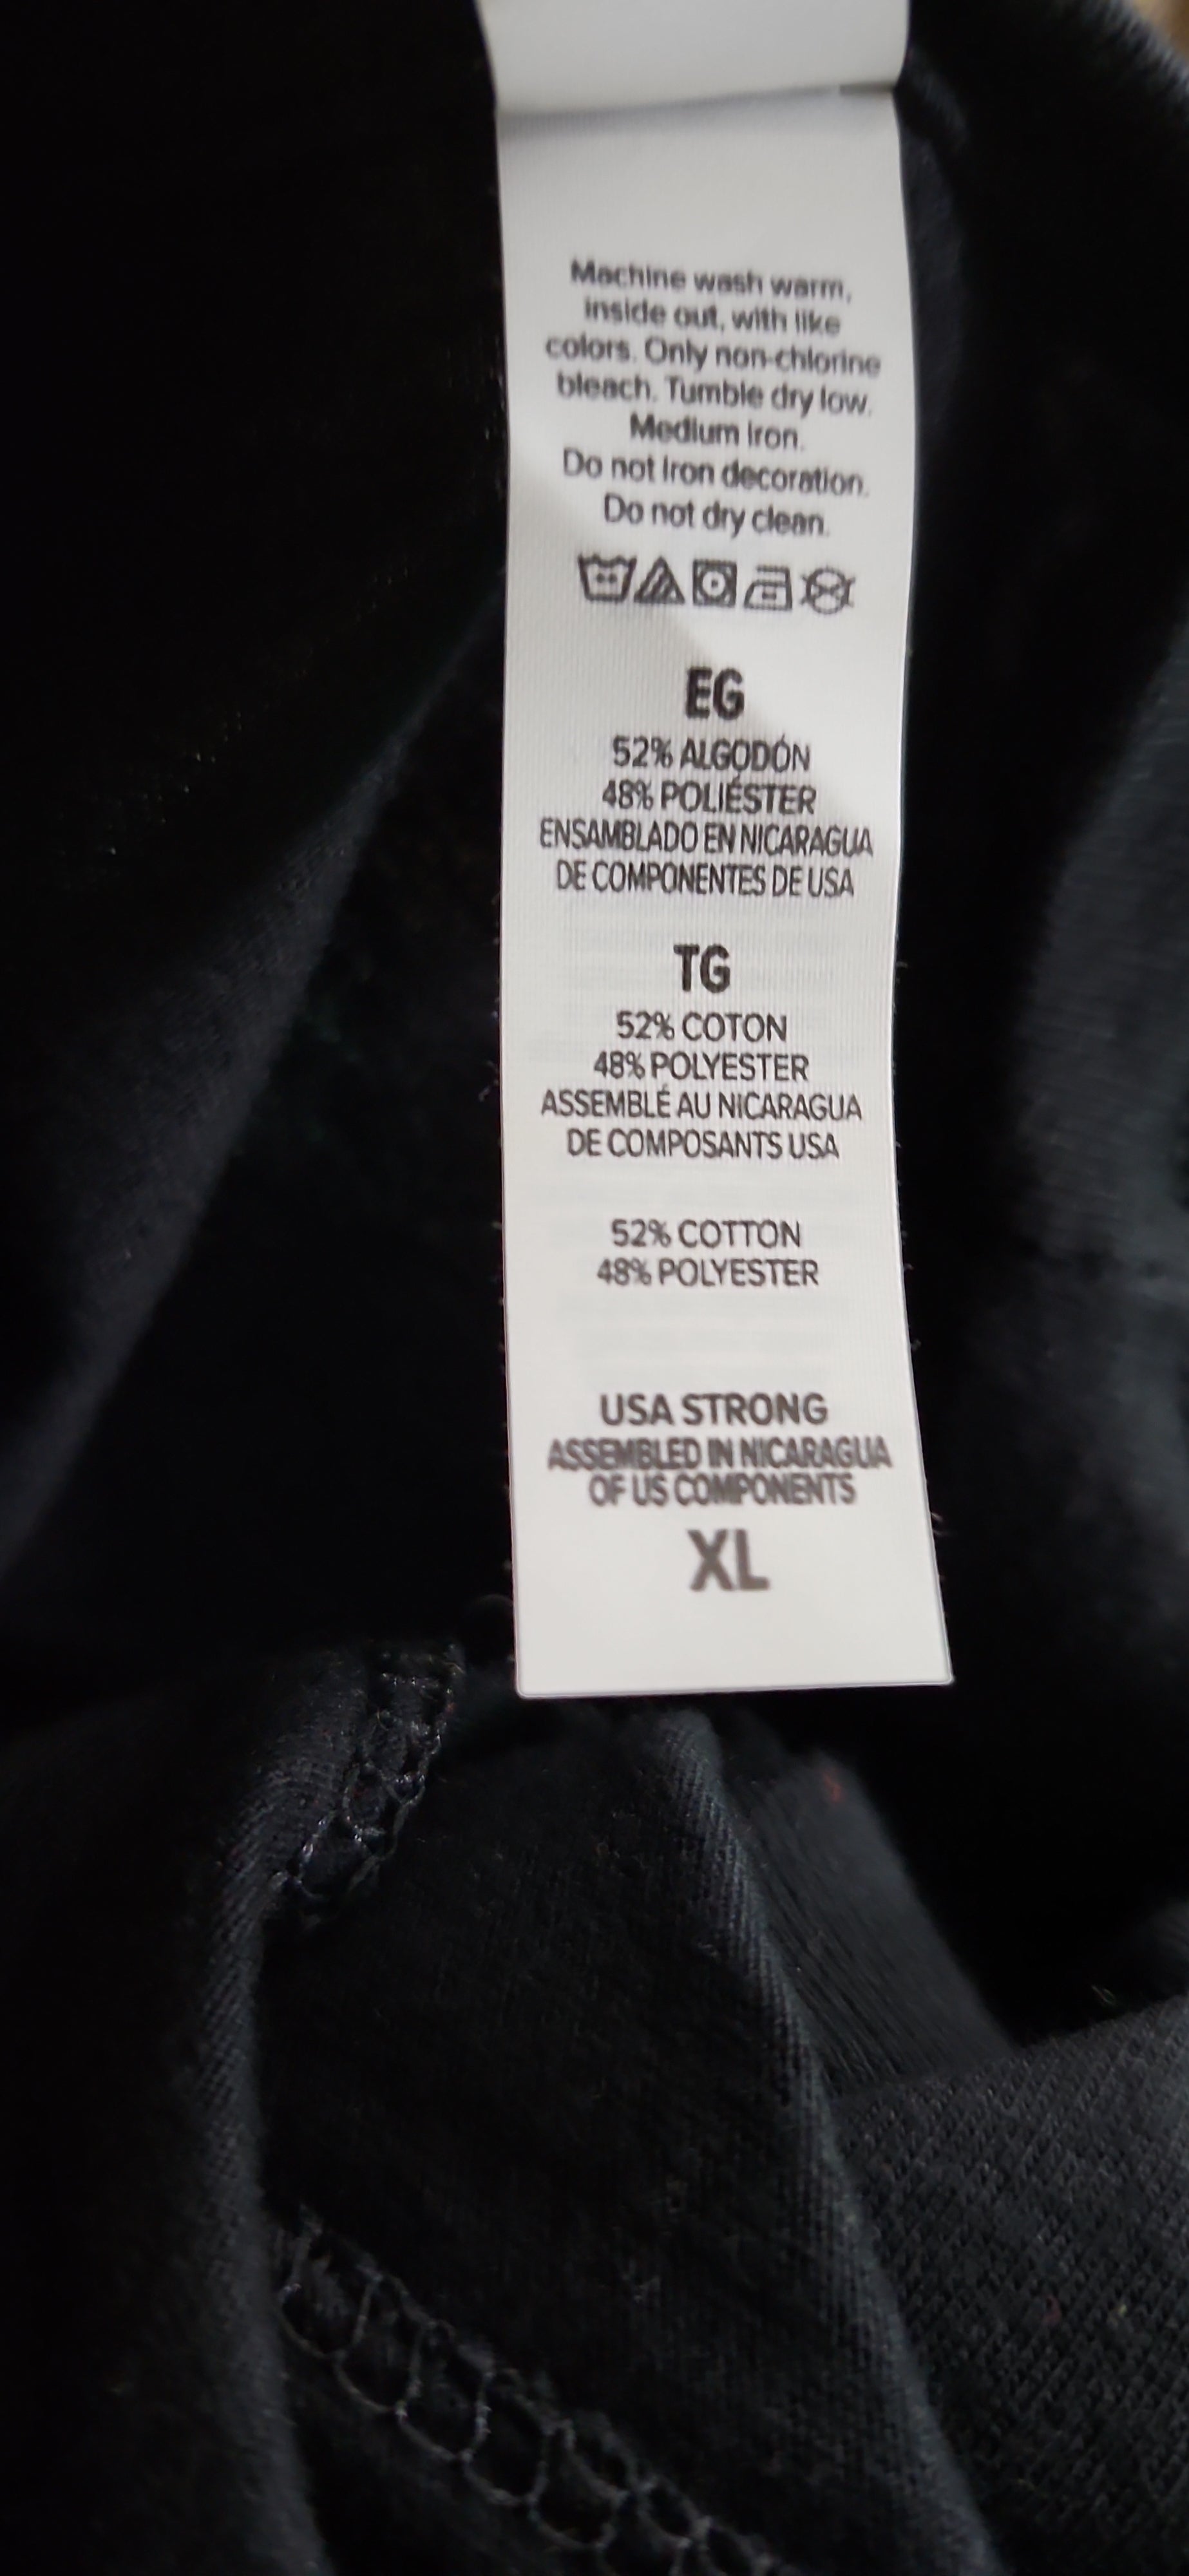 Machine wash warm,
inside out, with like
colors. Only non-chlorine
bleach. Tumble dry low.
Medium iron.
Do not iron decoration.
Do not dry clean.
EG
52% ALGODÓN
48% POLIÉSTER
ENSAMBLADO EN NICARAGUA
DE COMPONENTES DE USA
TG
52% COTON
48% POLYESTER
ASSEMBLÉ AU NICARAGUA
DE COMPOSANTS USA
52% COTTON
48% POLYESTER
USA STRONG
ASSEMBLED IN NICARAGUA
OF US COMPONENTS
XL